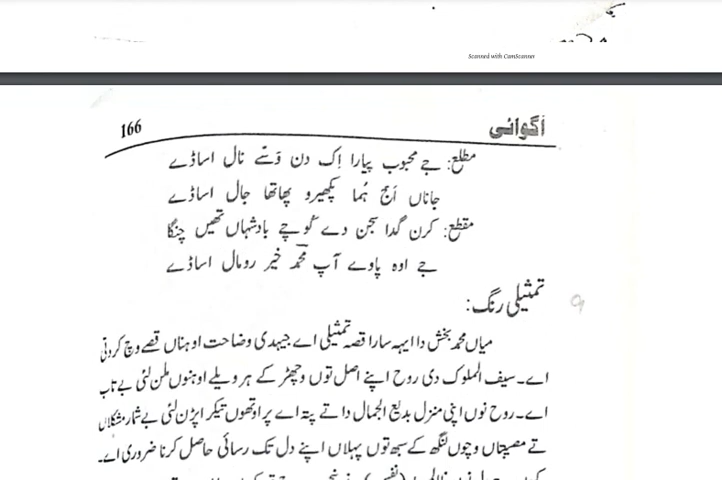 Scanned with CamScanner
اگوائی
166
مطلع: جے محبوب پیارا اِک دن وَسّے نال اساڈے
جاناں اَج ہُما پکھیرو پھاتھا جال اساڈے
مقطع: کرن گدا سجن دے کُوچے بادشہاں تھیں چنگا
جے اوہ پاوے آپ محمدؐ خیر رومال اساڈے
تمثیلی رنگ:
میاں محمد بخش دا ایہہ سارا قصہ تمثیلی اے جیہدی وضاحت اوہناں قصے وچ کردتی
اے۔ سیف الملوک دی روح اپنے اصل توں وچھڑ کے ہر ویلے اوہنوں ملن لئی بے تاب
اے۔ روح نوں اپنی منزل بدیع الجمال دا تے پتہ اے پر اوتھوں تیکر اپڑن لئی بے شمار مشکلاں
تے مصیبتاں وچوں لنگھ کے سبھ توں پہلاں اپنے دل تک رسائی حاصل کرنا ضروری اے۔